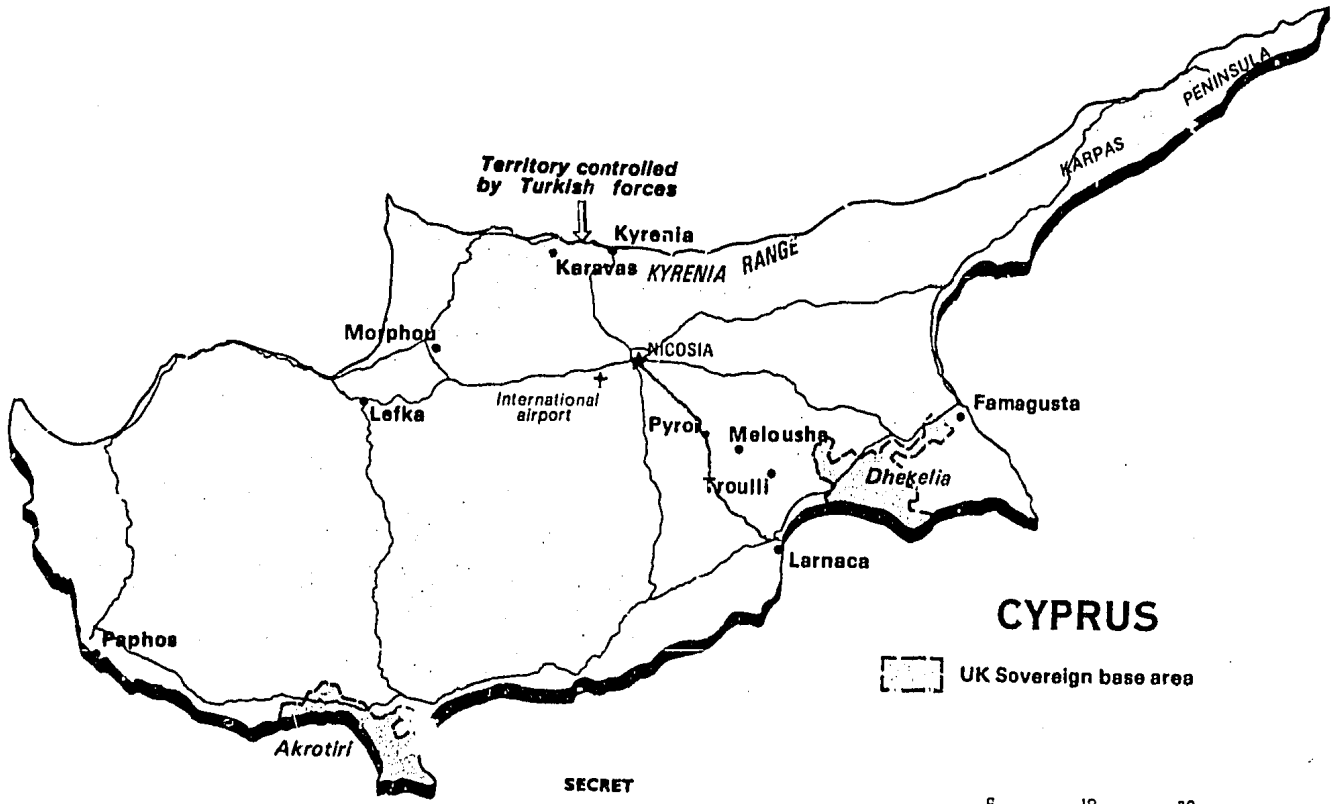 PENINSULA
KARPAS
Territory controlled
by Turkish forces
Kyrenia
Karavas
KYRENIA RANGE
Morphou
NICOSIA
International
airport
Lefka
Famagusta
Pyroi
Melousha
Dhekelia
Troulli
Larnaca
CYPRUS
UK Sovereign base area
Paphos
Akrotiri
SECRET